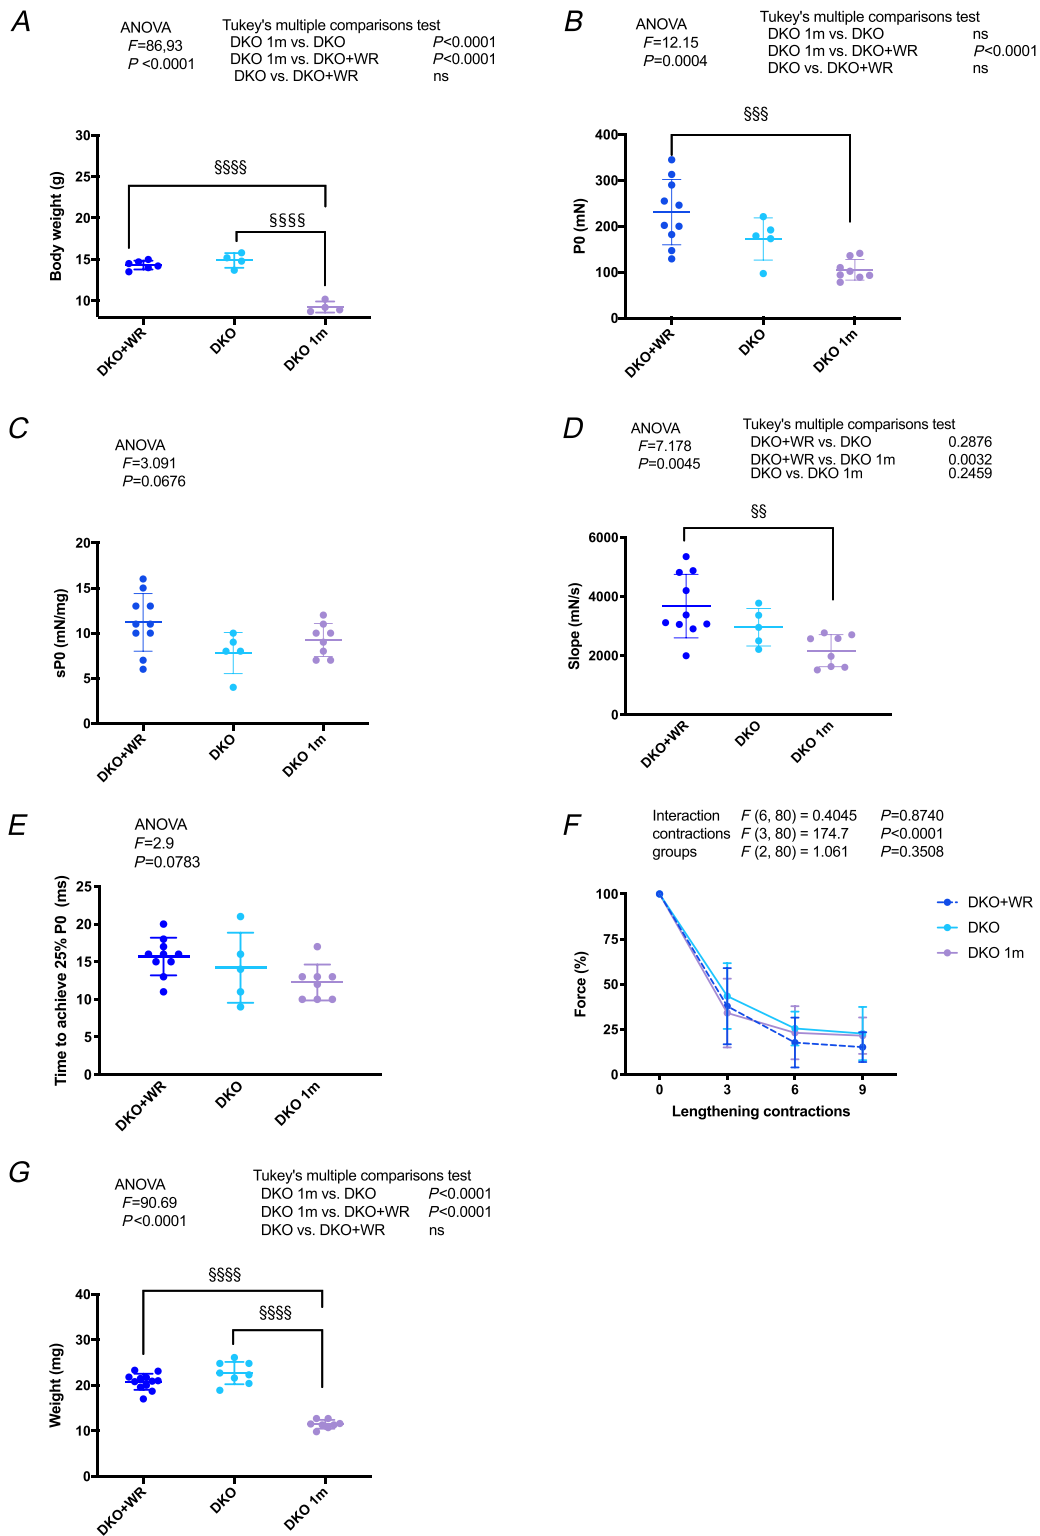 A
ANOVA
F=86,93
P <0.0001
Tukey's multiple comparisons test
DKO 1m vs. DKO P<0.0001
DKO 1m vs. DKO+WR P<0.0001
DKO vs. DKO+WR ns
30
25
20
15
10
Body weight (g)
§§§§
§§§§
DKO+WR
DKO
DKO 1m
B
ANOVA
F=12.15
P=0.0004
Tukey's multiple comparisons test
DKO 1m vs. DKO ns
DKO 1m vs. DKO+WR P<0.0001
DKO vs. DKO+WR ns
400
300
200
100
0
P0 (mN)
§§§
DKO+WR
DKO
DKO 1m
C
ANOVA
F=3.091
P=0.0676
20
15
10
5
0
sP0 (mN/mg)
DKO+WR
DKO
DKO 1m
D
ANOVA
F=7.178
P=0.0045
Tukey's multiple comparisons test
DKO+WR vs. DKO 0.2876
DKO+WR vs. DKO 1m 0.0032
DKO vs. DKO 1m 0.2459
6000
4000
2000
0
Slope (mN/s)
§§
DKO+WR
DKO
DKO 1m
E
ANOVA
F=2.9
P=0.0783
25
20
15
10
5
0
Time to achieve 25% P0 (ms)
DKO+WR
DKO
DKO 1m
F
Interaction F (6, 80) = 0.4045 P=0.8740
contractions F (3, 80) = 174.7 P<0.0001
groups F (2, 80) = 1.061 P=0.3508
100
75
50
25
0
Force (%)
0 3 6 9
Lengthening contractions
DKO+WR
DKO
DKO 1m
G
ANOVA
F=90.69
P<0.0001
Tukey's multiple comparisons test
DKO 1m vs. DKO P<0.0001
DKO 1m vs. DKO+WR P<0.0001
DKO vs. DKO+WR ns
40
30
20
10
0
Weight (mg)
§§§§
§§§§
DKO+WR
DKO
DKO 1m